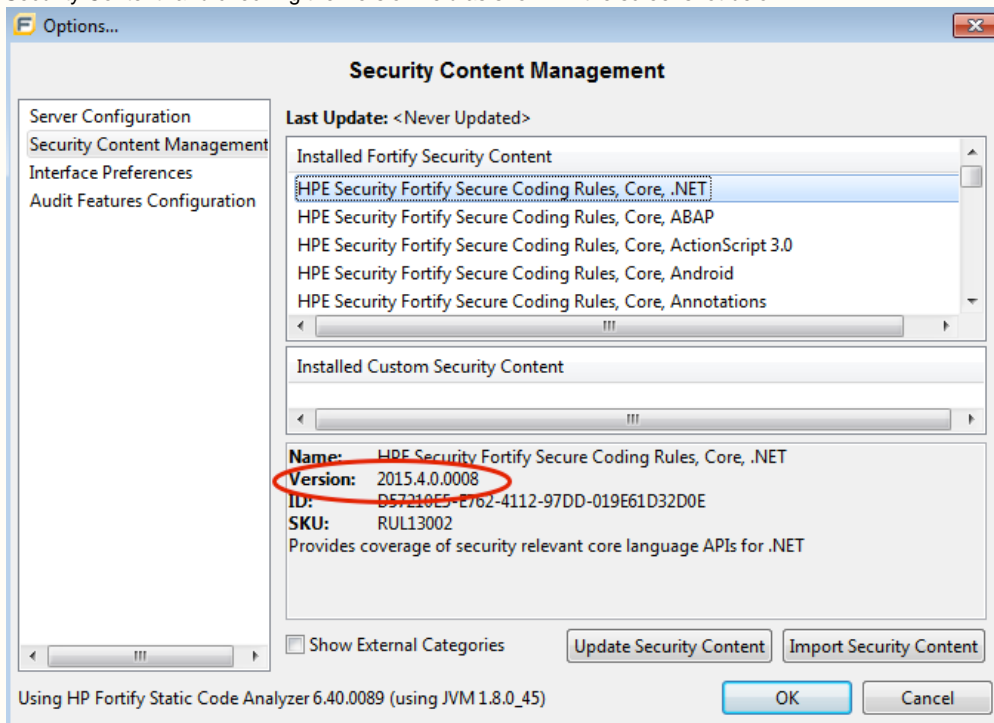 Options...
Security Content Management
Server Configuration
Security Content Management
Interface Preferences
Audit Features Configuration
Last Update: <Never Updated>
Installed Fortify Security Content
HPE Security Fortify Secure Coding Rules, Core, .NET
HPE Security Fortify Secure Coding Rules, Core, ABAP
HPE Security Fortify Secure Coding Rules, Core, ActionScript 3.0
HPE Security Fortify Secure Coding Rules, Core, Android
HPE Security Fortify Secure Coding Rules, Core, Annotations
Installed Custom Security Content
Name: HPE Security Fortify Secure Coding Rules, Core, .NET
Version: 2015.4.0.0008
ID: D57210E5-E762-4112-97DD-019E61D32D0E
SKU: RUL13002
Provides coverage of security relevant core language APIs for .NET
Show External Categories
Update Security Content
Import Security Content
Using HP Fortify Static Code Analyzer 6.40.0089 (using JVM 1.8.0_45)
OK
Cancel